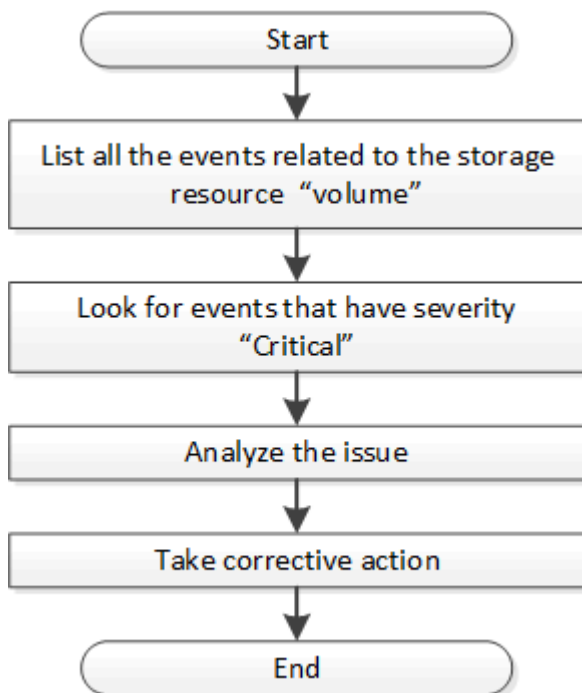 Start
List all the events related to the storage
resource “volume”
Look for events that have severity
“Critical”
Analyze the issue
Take corrective action
End